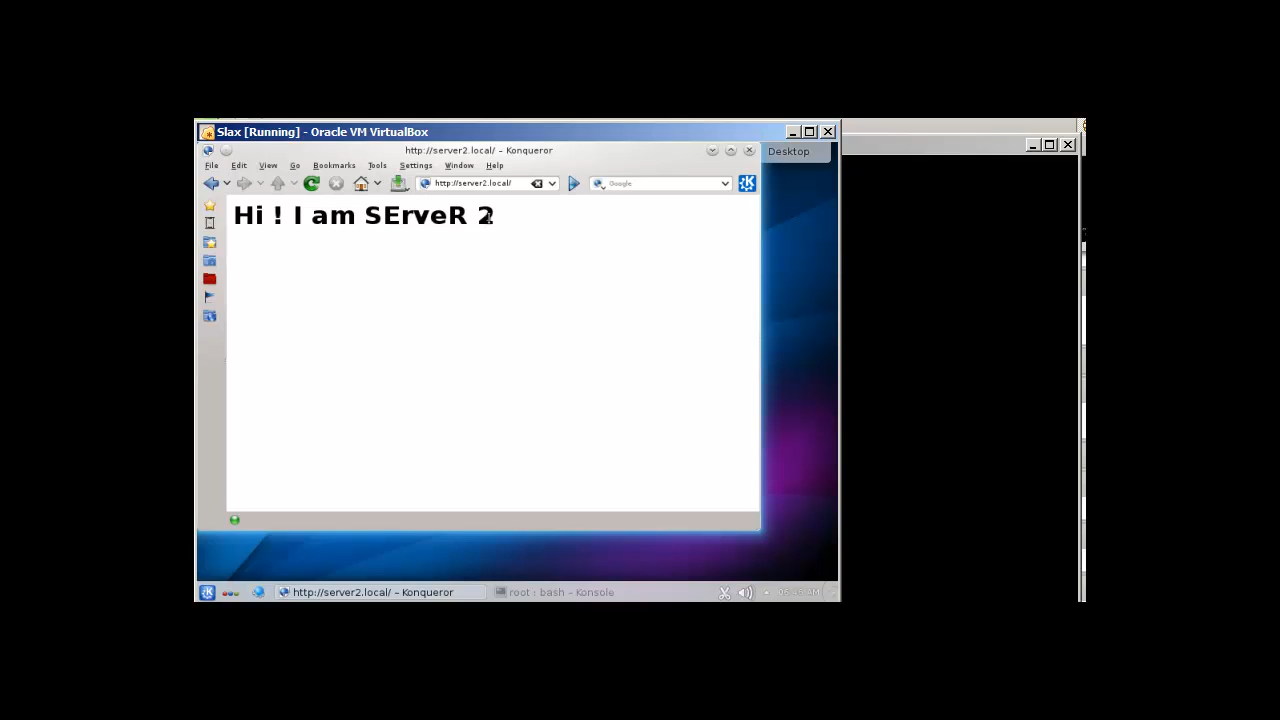 Slax [Running] - Oracle VM VirtualBox
http://server2.local/ – Konqueror
Desktop
File Edit View Go Bookmarks Tools Settings Window Help
http://server2.local/
Google
Hi ! I am SErveR 2
http://server2.local/ – Konqueror
root : bash – Konsole